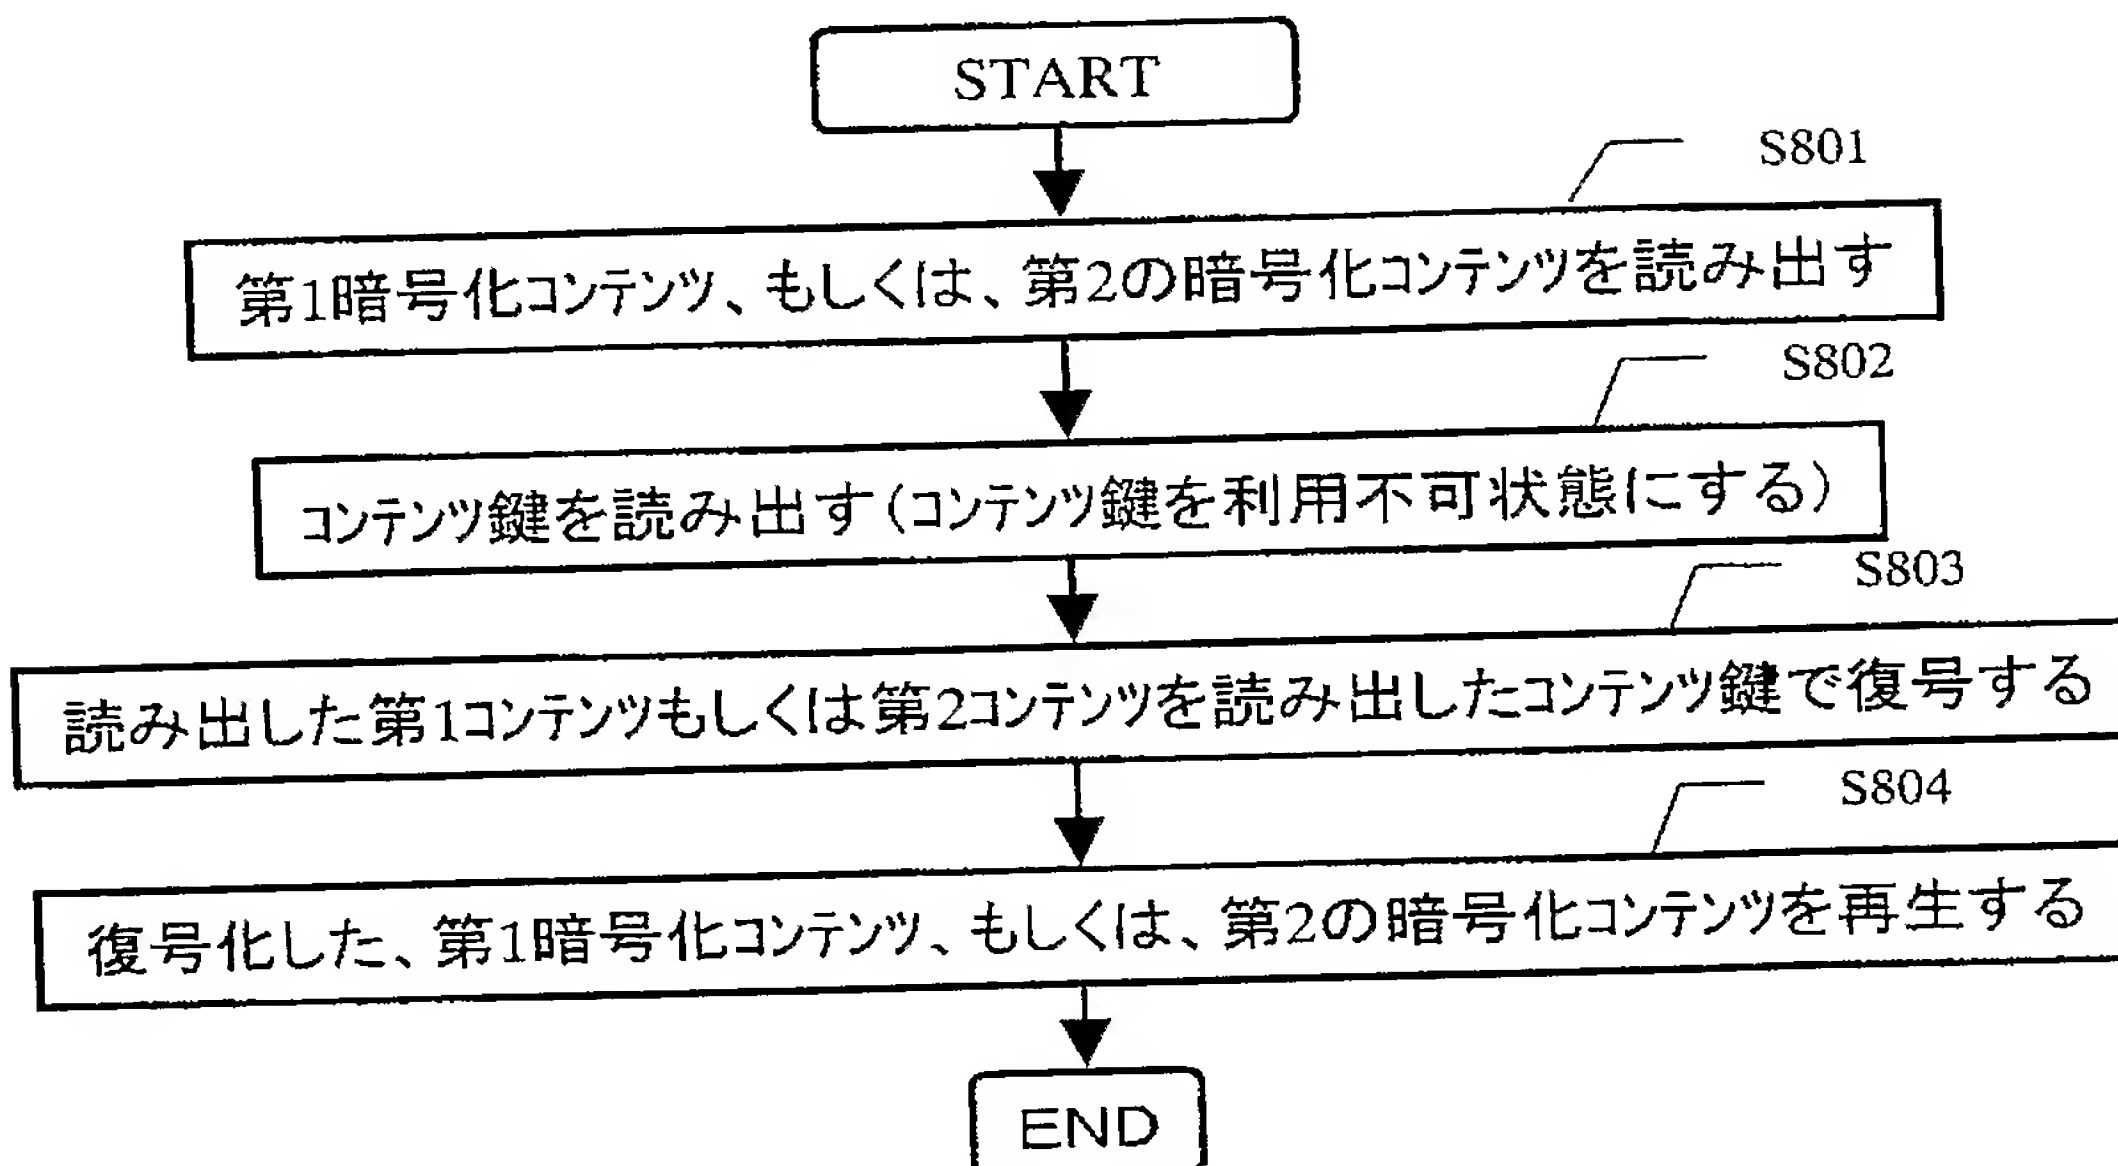 START
S801
第1暗号化コンテンツ、もしくは、第2の暗号化コンテンツを読み出す
S802
コンテンツ鍵を読み出す(コンテンツ鍵を利用不可状態にする)
S803
読み出した第1コンテンツもしくは第2コンテンツを読み出したコンテンツ鍵で復号する
S804
復号化した、第1暗号化コンテンツ、もしくは、第2の暗号化コンテンツを再生する
END